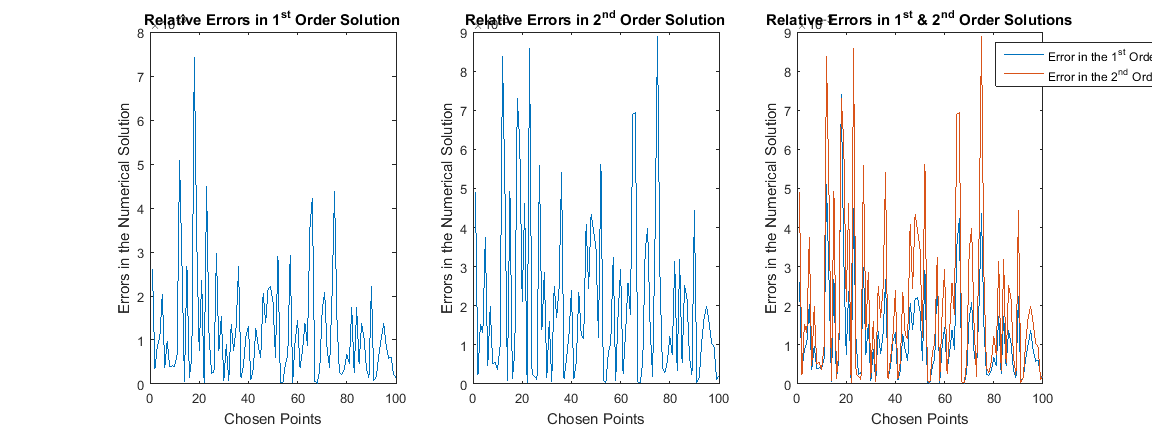 Relative Errors in 1st Order Solution
Errors in the Numerical Solution
8
7
6
5
4
3
2
1
0
0 20 40 60 80 100
Chosen Points
Relative Errors in 2nd Order Solution
Errors in the Numerical Solution
9
8
7
6
5
4
3
2
1
0
0 20 40 60 80 100
Chosen Points
Relative Errors in 1st & 2nd Order Solutions
Errors in the Numerical Solution
9
8
7
6
5
4
3
2
1
0
0 20 40 60 80 100
Chosen Points
Error in the 1st Orde
Error in the 2nd Ord